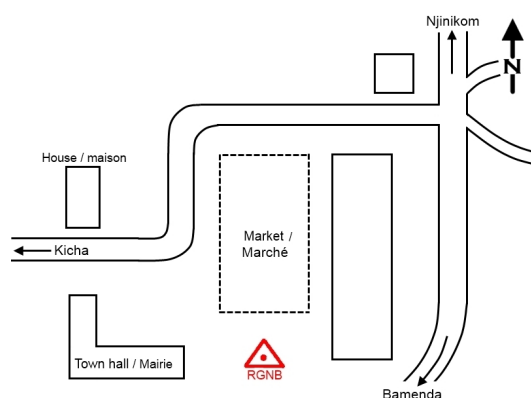 Njinikom
N
House / maison
Kicha
Market /
Marché
Town hall / Mairie
RGNB
Bamenda